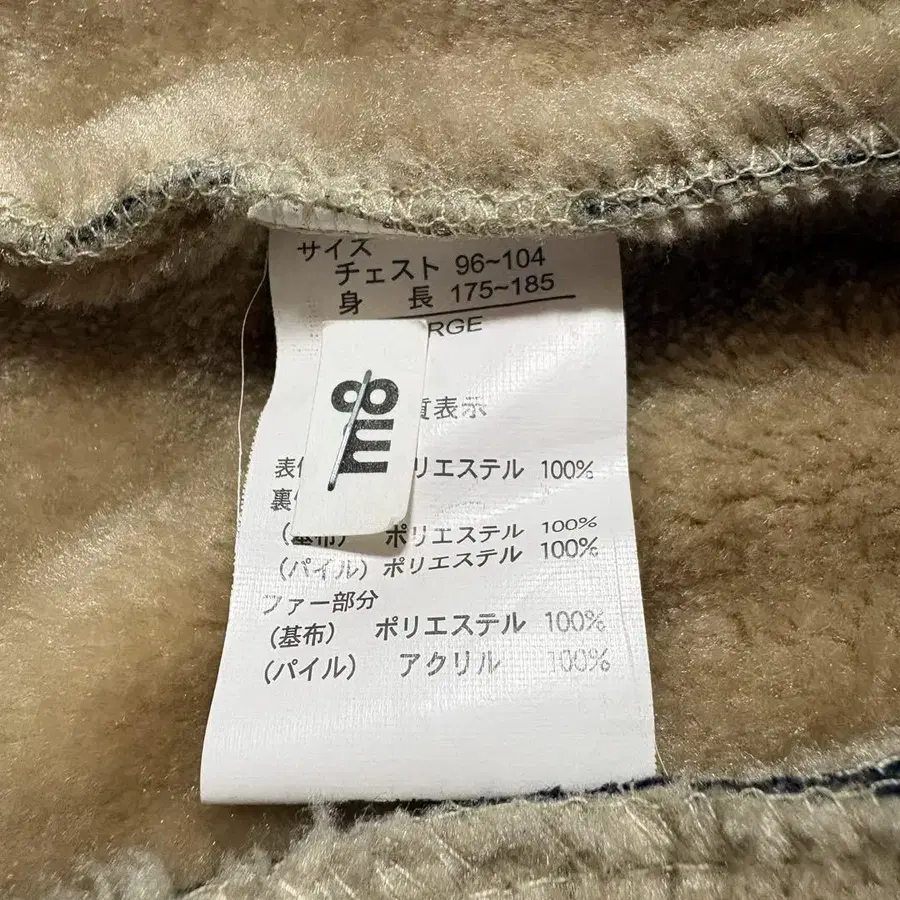 サイズ
チェスト 96~104
身 長 175~185
RGE
質表示
表 リエステル 100%
裏
(基布) ポリエステル 100%
(パイル) ポリエステル 100%
ファー部分
(基布) ポリエステル 100%
(パイル) アクリル 100%